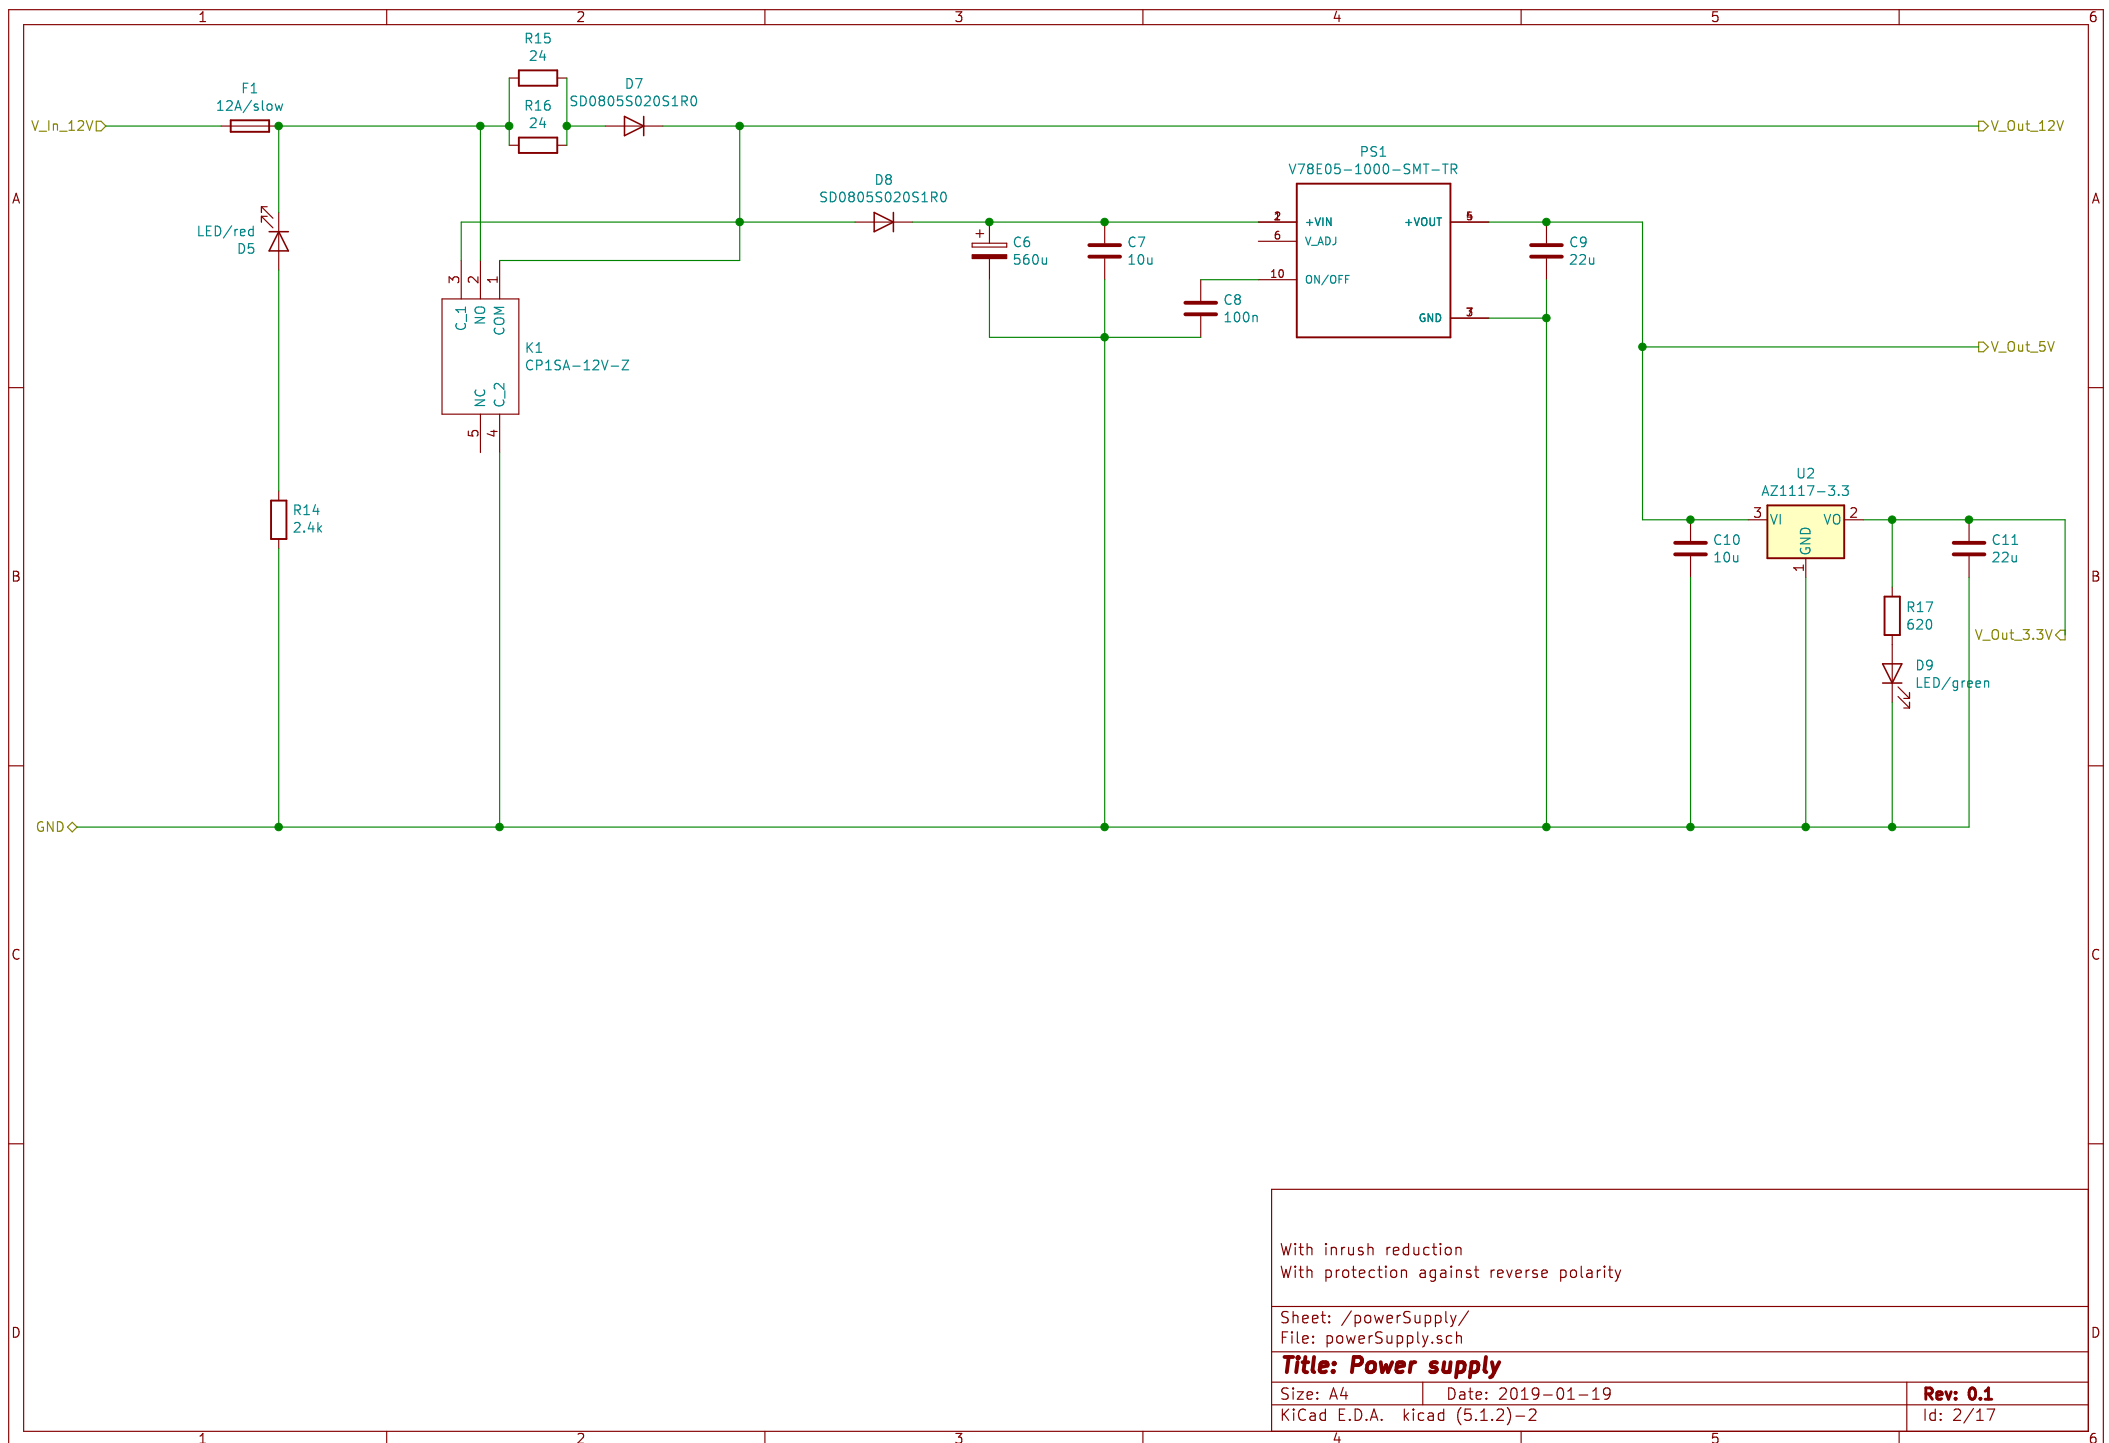 1 2 3 4 5 6
R15
24
F1
12A/slow
D7
SD0805S020S1R0
R16
24
V_In_12V
V_Out_12V
PS1
V78E05-1000-SMT-TR
D8
SD0805S020S1R0
A
A
+VIN
+VOUT
6
V_ADJ
10
ON/OFF
GND
LED/red
D5
+
C6
560u
C7
10u
C9
22u
C8
100n
3 2 1
C_1 NO COM
K1
CP1SA-12V-Z
NC C_2
5 4
V_Out_5V
U2
AZ1117-3.3
3 VI VO 2
GND
1
R14
2.4k
C10
10u
C11
22u
B
B
R17
620
V_Out_3.3V
D9
LED/green
GND
C
C
With inrush reduction
With protection against reverse polarity
Sheet: /powerSupply/
File: powerSupply.sch
D
D
Title: Power supply
Size: A4 Date: 2019-01-19 Rev: 0.1
KiCad E.D.A. kicad (5.1.2)-2 Id: 2/17
1 2 3 4 5 6